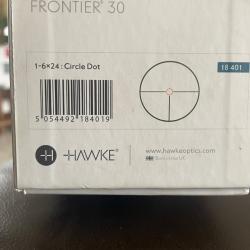 FRONTIER® 30
1-6×24 : Circle Dot
18 401
5 054492 184019
HAWKE®
www.hawkeoptics.com